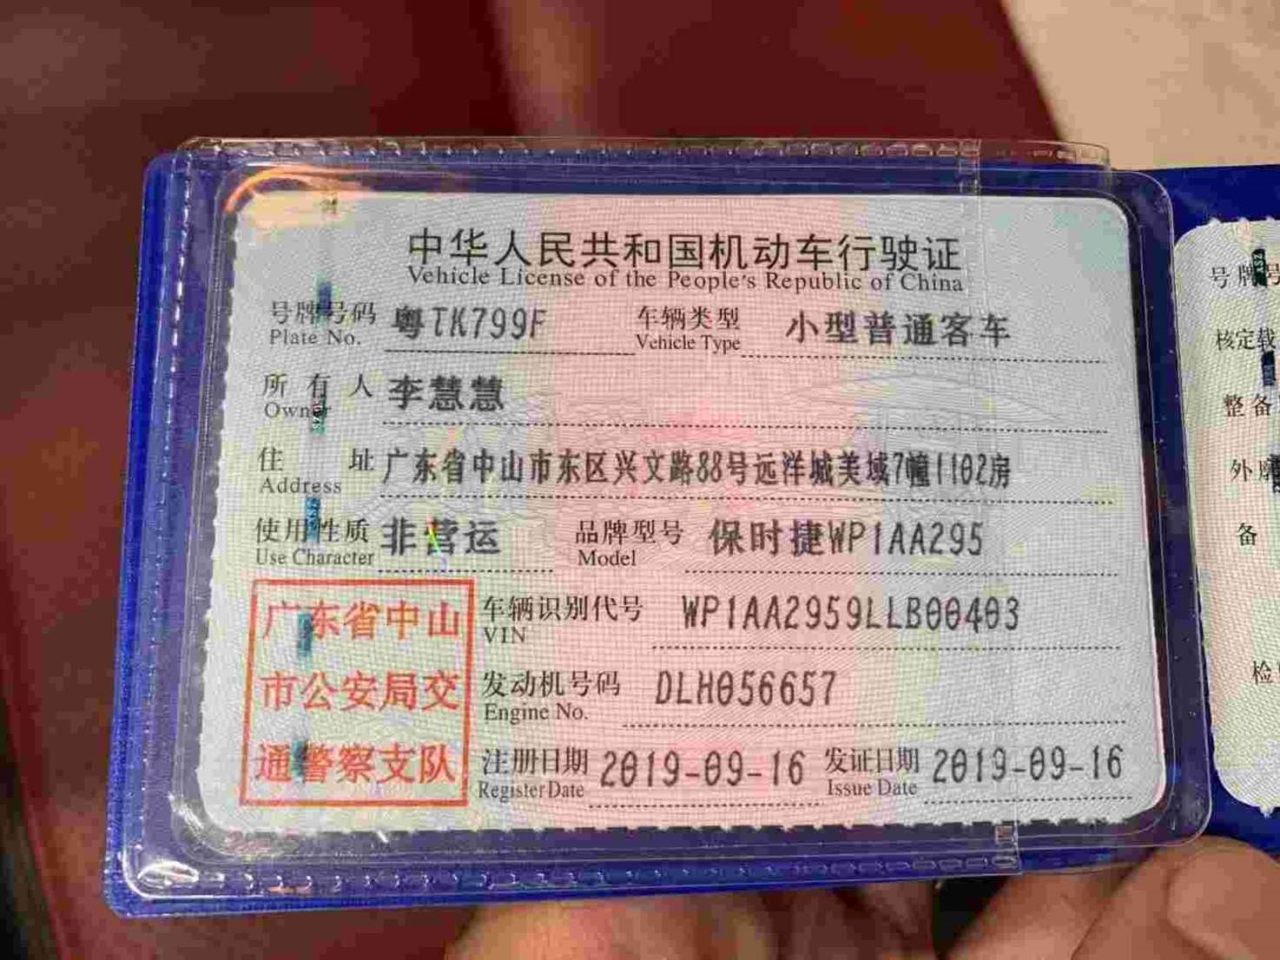 中华人民共和国机动车行驶证
Vehicle License of the People's Republic of China
号牌号码 粤TK799F 车辆类型 小型普通客车
Plate No. Vehicle Type
所有人 李慧慧
Owner
住址 广东省中山市东区兴文路88号远洋城美域7幢1102房
Address
使用性质 非营运 品牌型号 保时捷WP1AA295
Use Character Model
广东省中山
市公安局交
通警察支队
车辆识别代号 WP1AA2959LLB00403
VIN
发动机号码 DLH056657
Engine No.
注册日期 2019-09-16 发证日期 2019-09-16
Register Date Issue Date
号牌号
核定载
整备
外廓
备
检